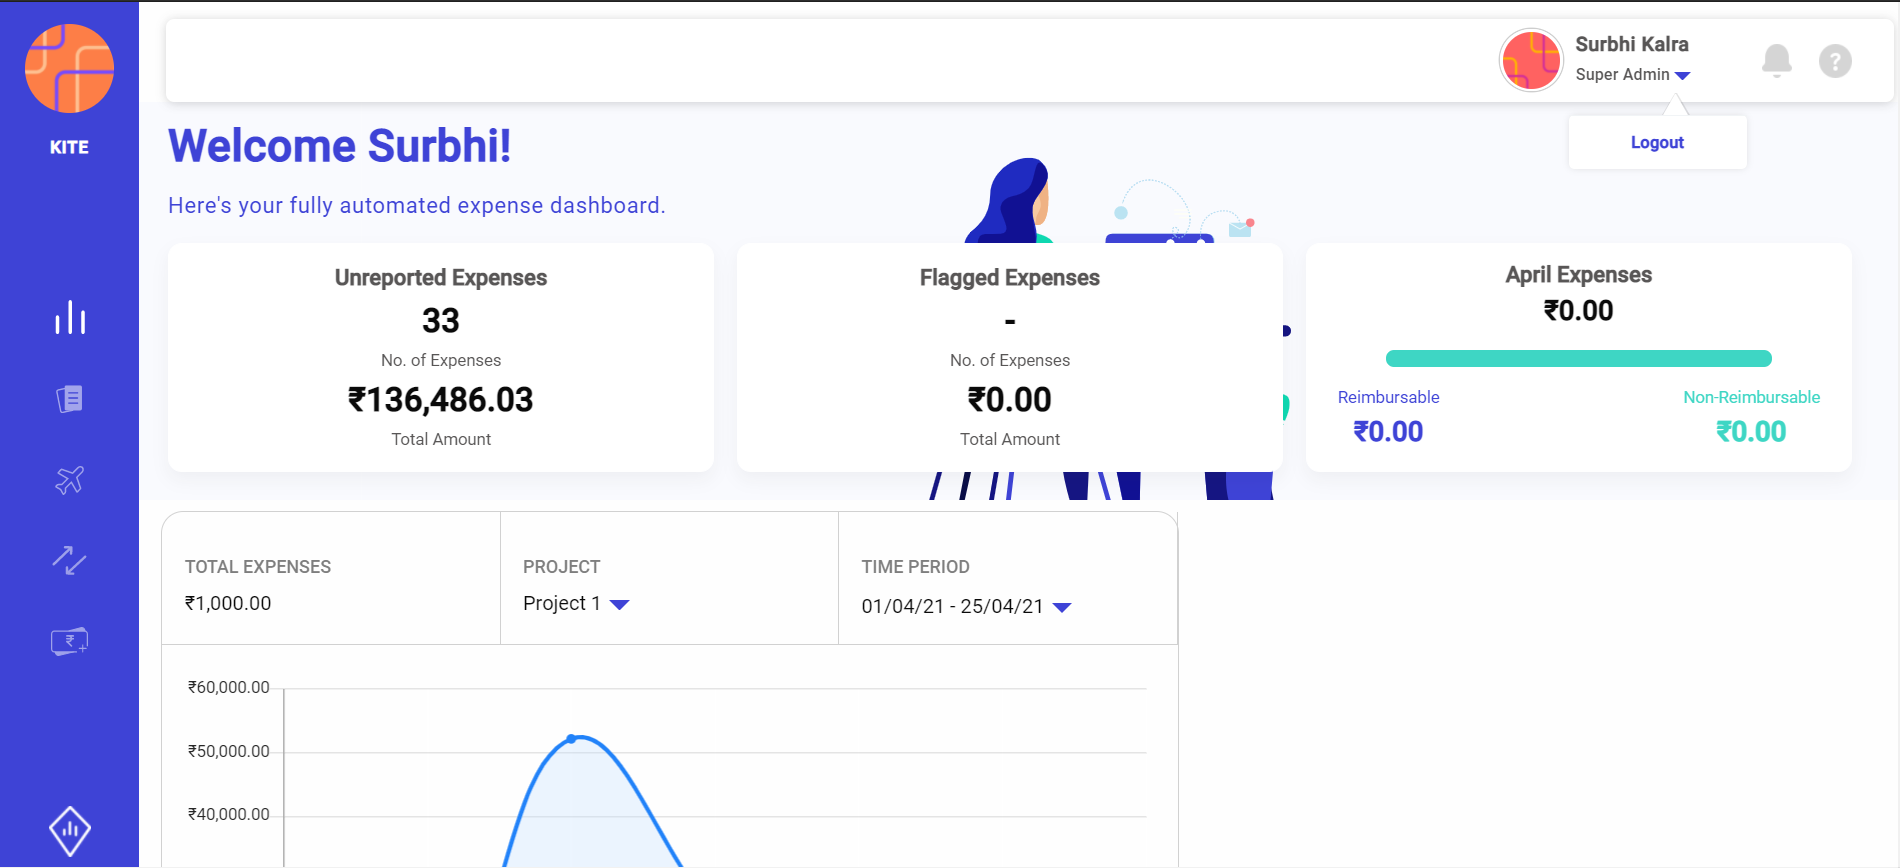 KITE
Surbhi Kalra
Super Admin
?
Logout
Welcome Surbhi!
Here's your fully automated expense dashboard.
Unreported Expenses
33
No. of Expenses
₹136,486.03
Total Amount
Flagged Expenses
-
No. of Expenses
₹0.00
Total Amount
April Expenses
₹0.00
Reimbursable
₹0.00
Non-Reimbursable
₹0.00
TOTAL EXPENSES
₹1,000.00
PROJECT
Project 1
TIME PERIOD
01/04/21 - 25/04/21
₹60,000.00
₹50,000.00
₹40,000.00
₹